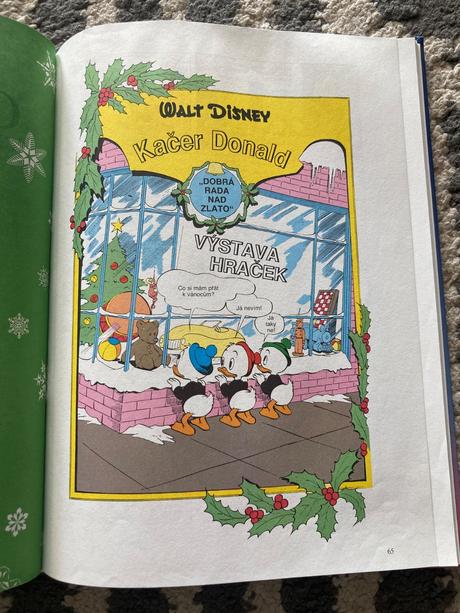 WALT DISNEY
Kačer Donald
„DOBRÁ
RADA
NAD
ZLATO“
VÝSTAVA
HRAČEK
Co si mám přát
k vánocům?
Já nevím!
Já
taky
ne!
65